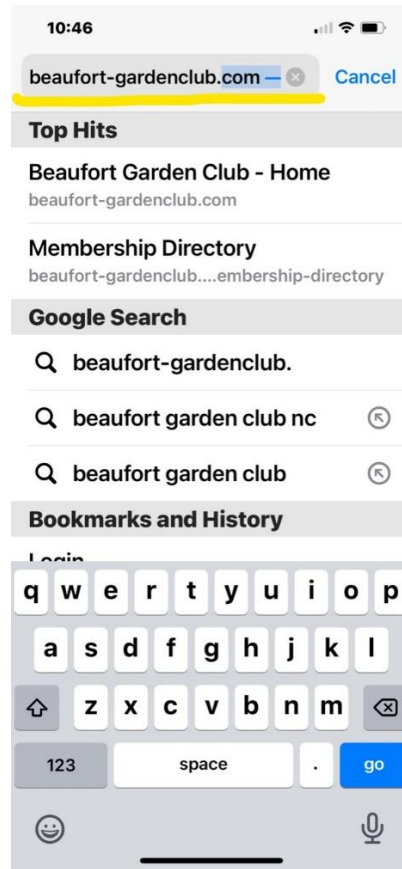 10:46
beaufort-gardenclub.com — Cancel
Top Hits
Beaufort Garden Club - Home
beaufort-gardenclub.com
Membership Directory
beaufort-gardenclub....embership-directory
Google Search
beaufort-gardenclub.
beaufort garden club nc
beaufort garden club
Bookmarks and History
Login
q w e r t y u i o p
a s d f g h j k l
z x c v b n m
123 space . go